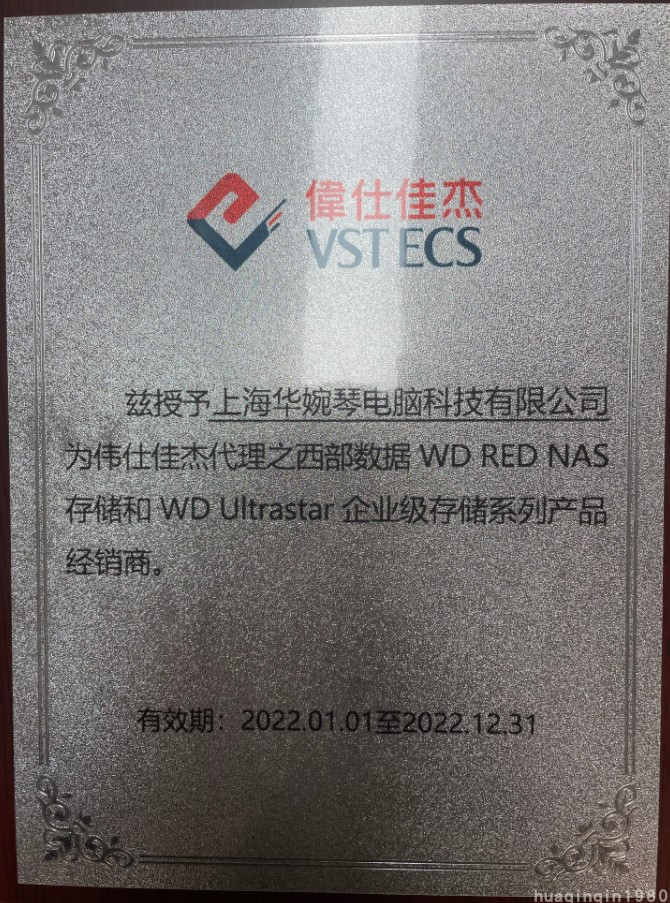 偉仕佳杰
VST ECS
兹授予上海华婉琴电脑科技有限公司
为伟仕佳杰代理之西部数据 WD RED NAS
存储和 WD Ultrastar 企业级存储系列产品
经销商。
有效期：2022.01.01至2022.12.31
huaqinqin1980